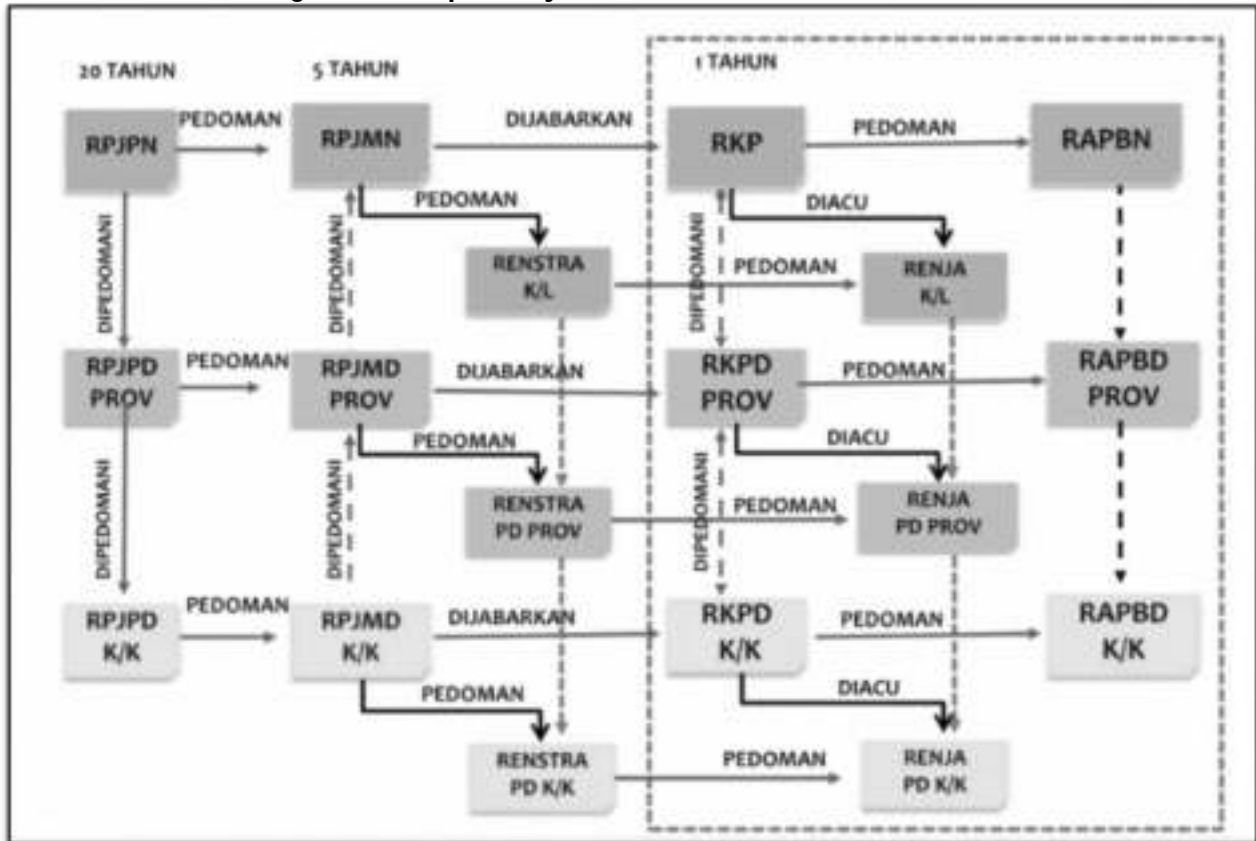 20 TAHUN
5 TAHUN
1 TAHUN
RPJPN
PEDOMAN
RPJMN
DIJABARKAN
RKP
PEDOMAN
RAPBN
DIPEDOMANI
DIPEDOMANI
PEDOMAN
DIPEDOMANI
DIACU
RENSTRA
K/L
PEDOMAN
RENJA
K/L
RPJPD
PROV
PEDOMAN
RPJMD
PROV
DIJABARKAN
RKPD
PROV
PEDOMAN
RAPBD
PROV
DIPEDOMANI
DIPEDOMANI
PEDOMAN
DIPEDOMANI
DIACU
RENSTRA
PD PROV
PEDOMAN
RENJA
PD PROV
RPJPD
K/K
PEDOMAN
RPJMD
K/K
DIJABARKAN
RKPD
K/K
PEDOMAN
RAPBD
K/K
PEDOMAN
DIACU
RENSTRA
PD K/K
PEDOMAN
RENJA
PD K/K